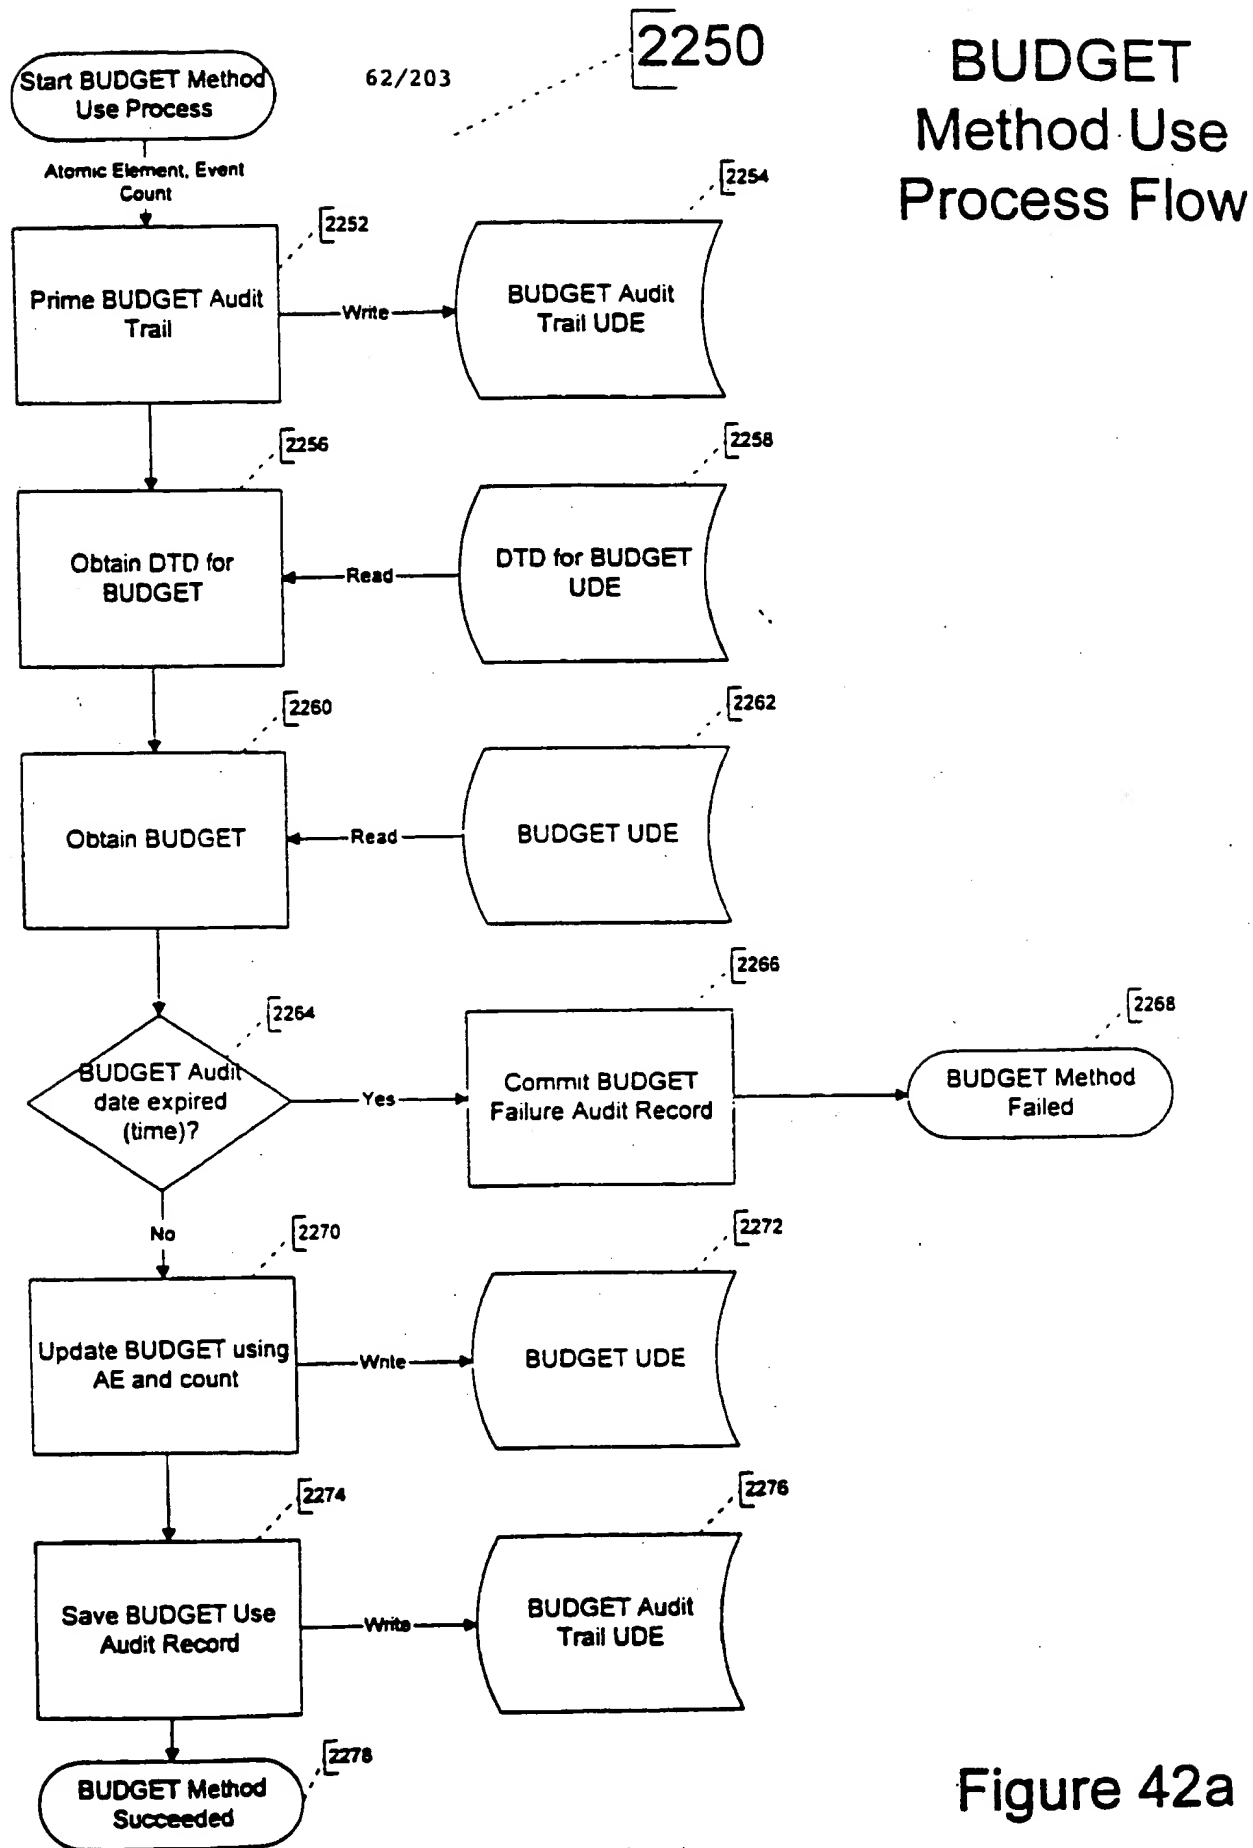 2250
BUDGET
Method Use
Process Flow
62/203
Start BUDGET Method
Use Process
Atomic Element, Event
Count
2252
2254
Prime BUDGET Audit
Trail
Write
BUDGET Audit
Trail UDE
2256
2258
Obtain DTD for
BUDGET
Read
DTD for BUDGET
UDE
2260
2262
Obtain BUDGET
Read
BUDGET UDE
2264
2266
2268
BUDGET Audit
date expired
(time)?
Yes
Commit BUDGET
Failure Audit Record
BUDGET Method
Failed
No
2270
2272
Update BUDGET using
AE and count
Write
BUDGET UDE
2274
2276
Save BUDGET Use
Audit Record
Write
BUDGET Audit
Trail UDE
2278
BUDGET Method
Succeeded
Figure 42a